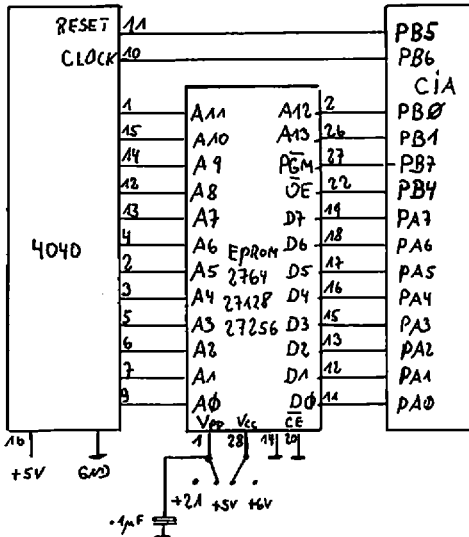 RESET 11 PB5
CLOCK 10 PB6
CIA
1 A11 A12 2 PB0
15 A10 A13 26 PB1
14 A9 PGM 27 PB7
12 A8 OE 22 PB4
13 A7 D7 19 PA7
4040
4 A6 EPROM D6 18 PA6
2 A5 2764 D5 17 PA5
3 A4 27128 D4 16 PA4
5 A3 27256 D3 15 PA3
6 A2 D2 13 PA2
7 A1 D1 12 PA1
9 A0 D0 11 PA0
Vpp Vcc CE
16 1 28 14 20
+5V GND
+21 +5V +6V
.1µF